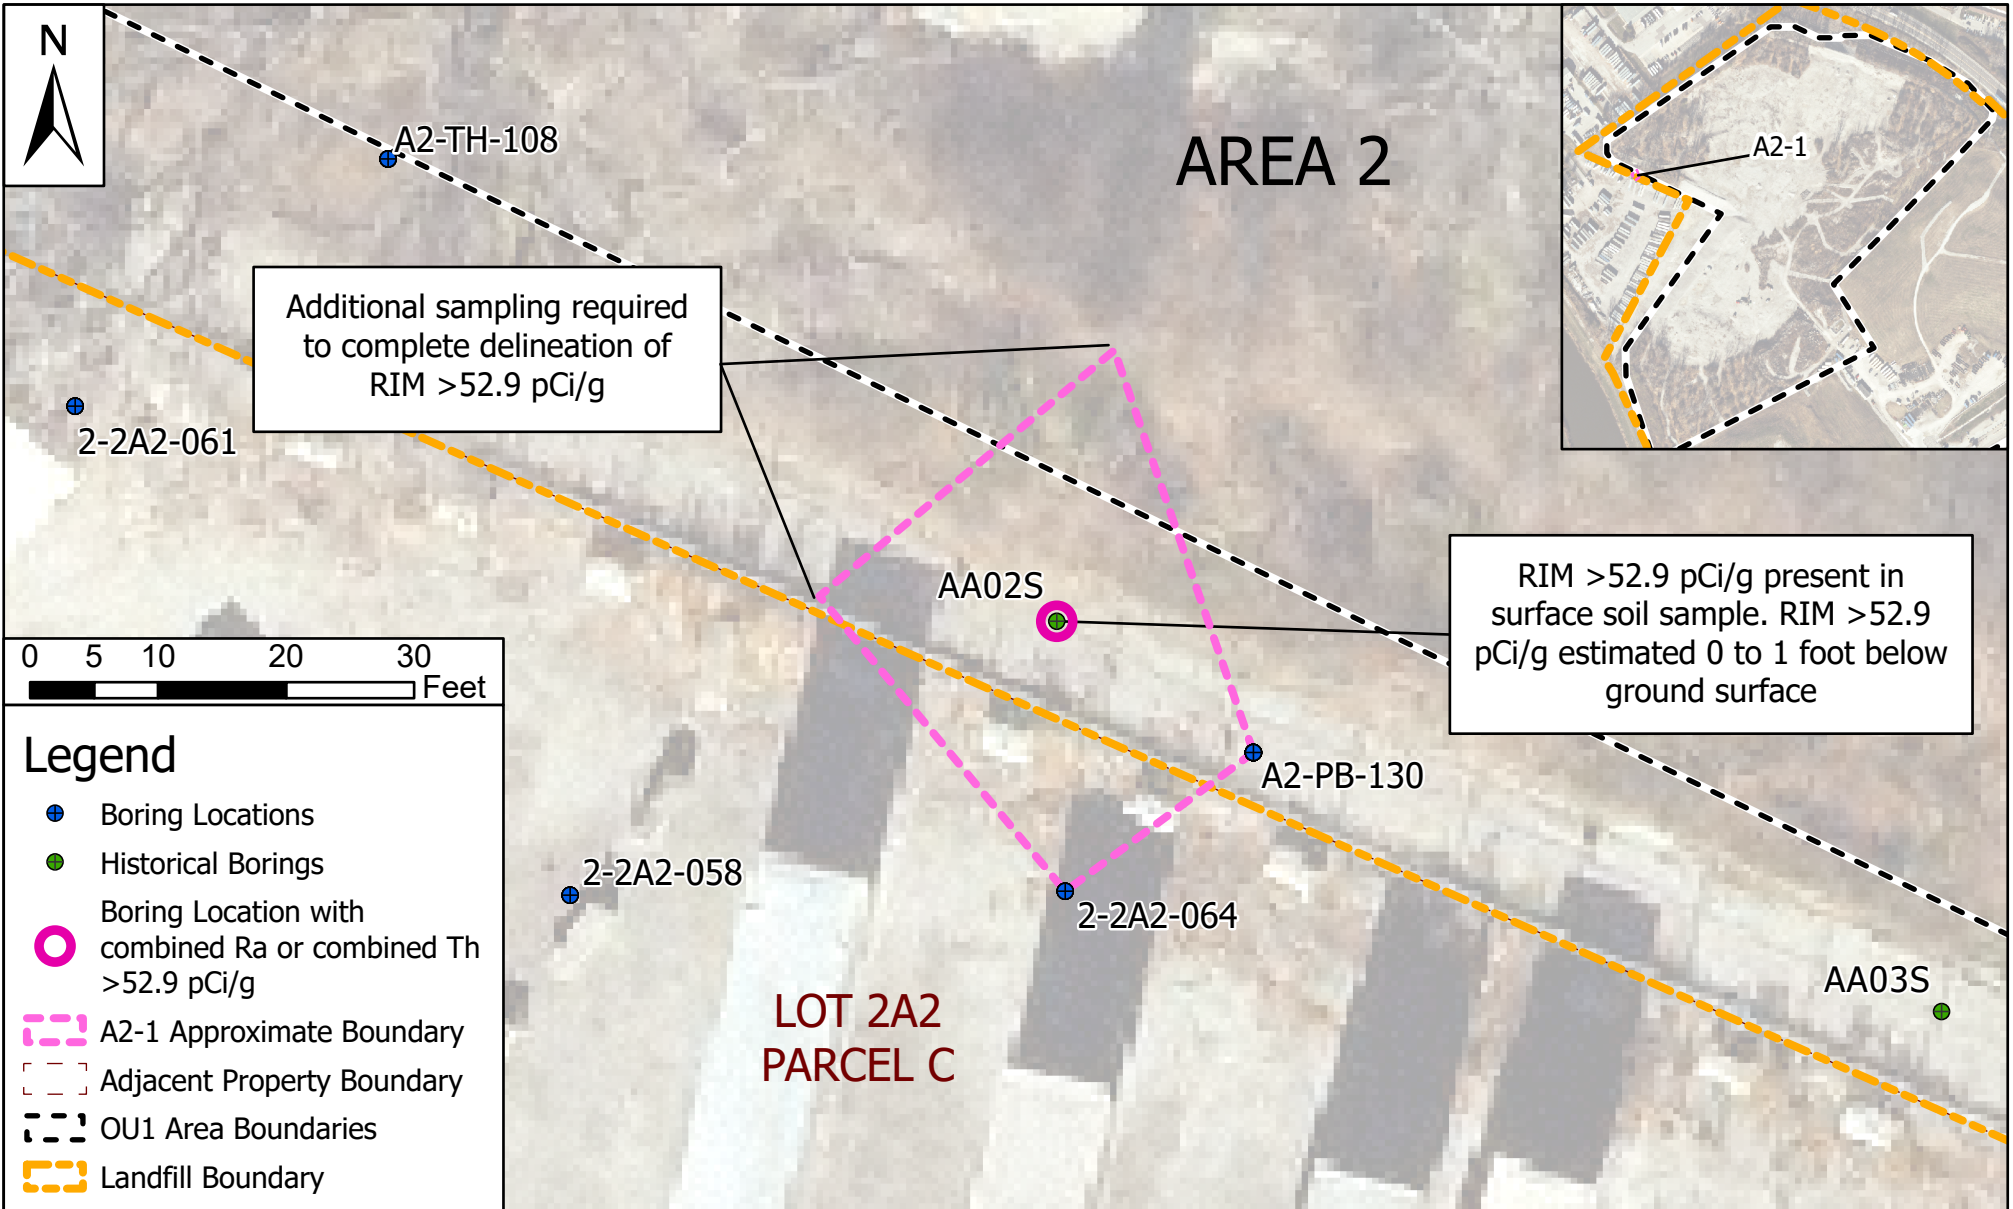 N
A2-TH-108
AREA 2
A2-1
Additional sampling required
to complete delineation of
RIM >52.9 pCi/g
2-2A2-061
AA02S
RIM >52.9 pCi/g present in
surface soil sample. RIM >52.9
pCi/g estimated 0 to 1 foot below
ground surface
0 5 10 20 30
Feet
A2-PB-130
2-2A2-058
2-2A2-064
AA03S
LOT 2A2
PARCEL C
Legend
Boring Locations
Historical Borings
Boring Location with
combined Ra or combined Th
>52.9 pCi/g
A2-1 Approximate Boundary
Adjacent Property Boundary
OU1 Area Boundaries
Landfill Boundary